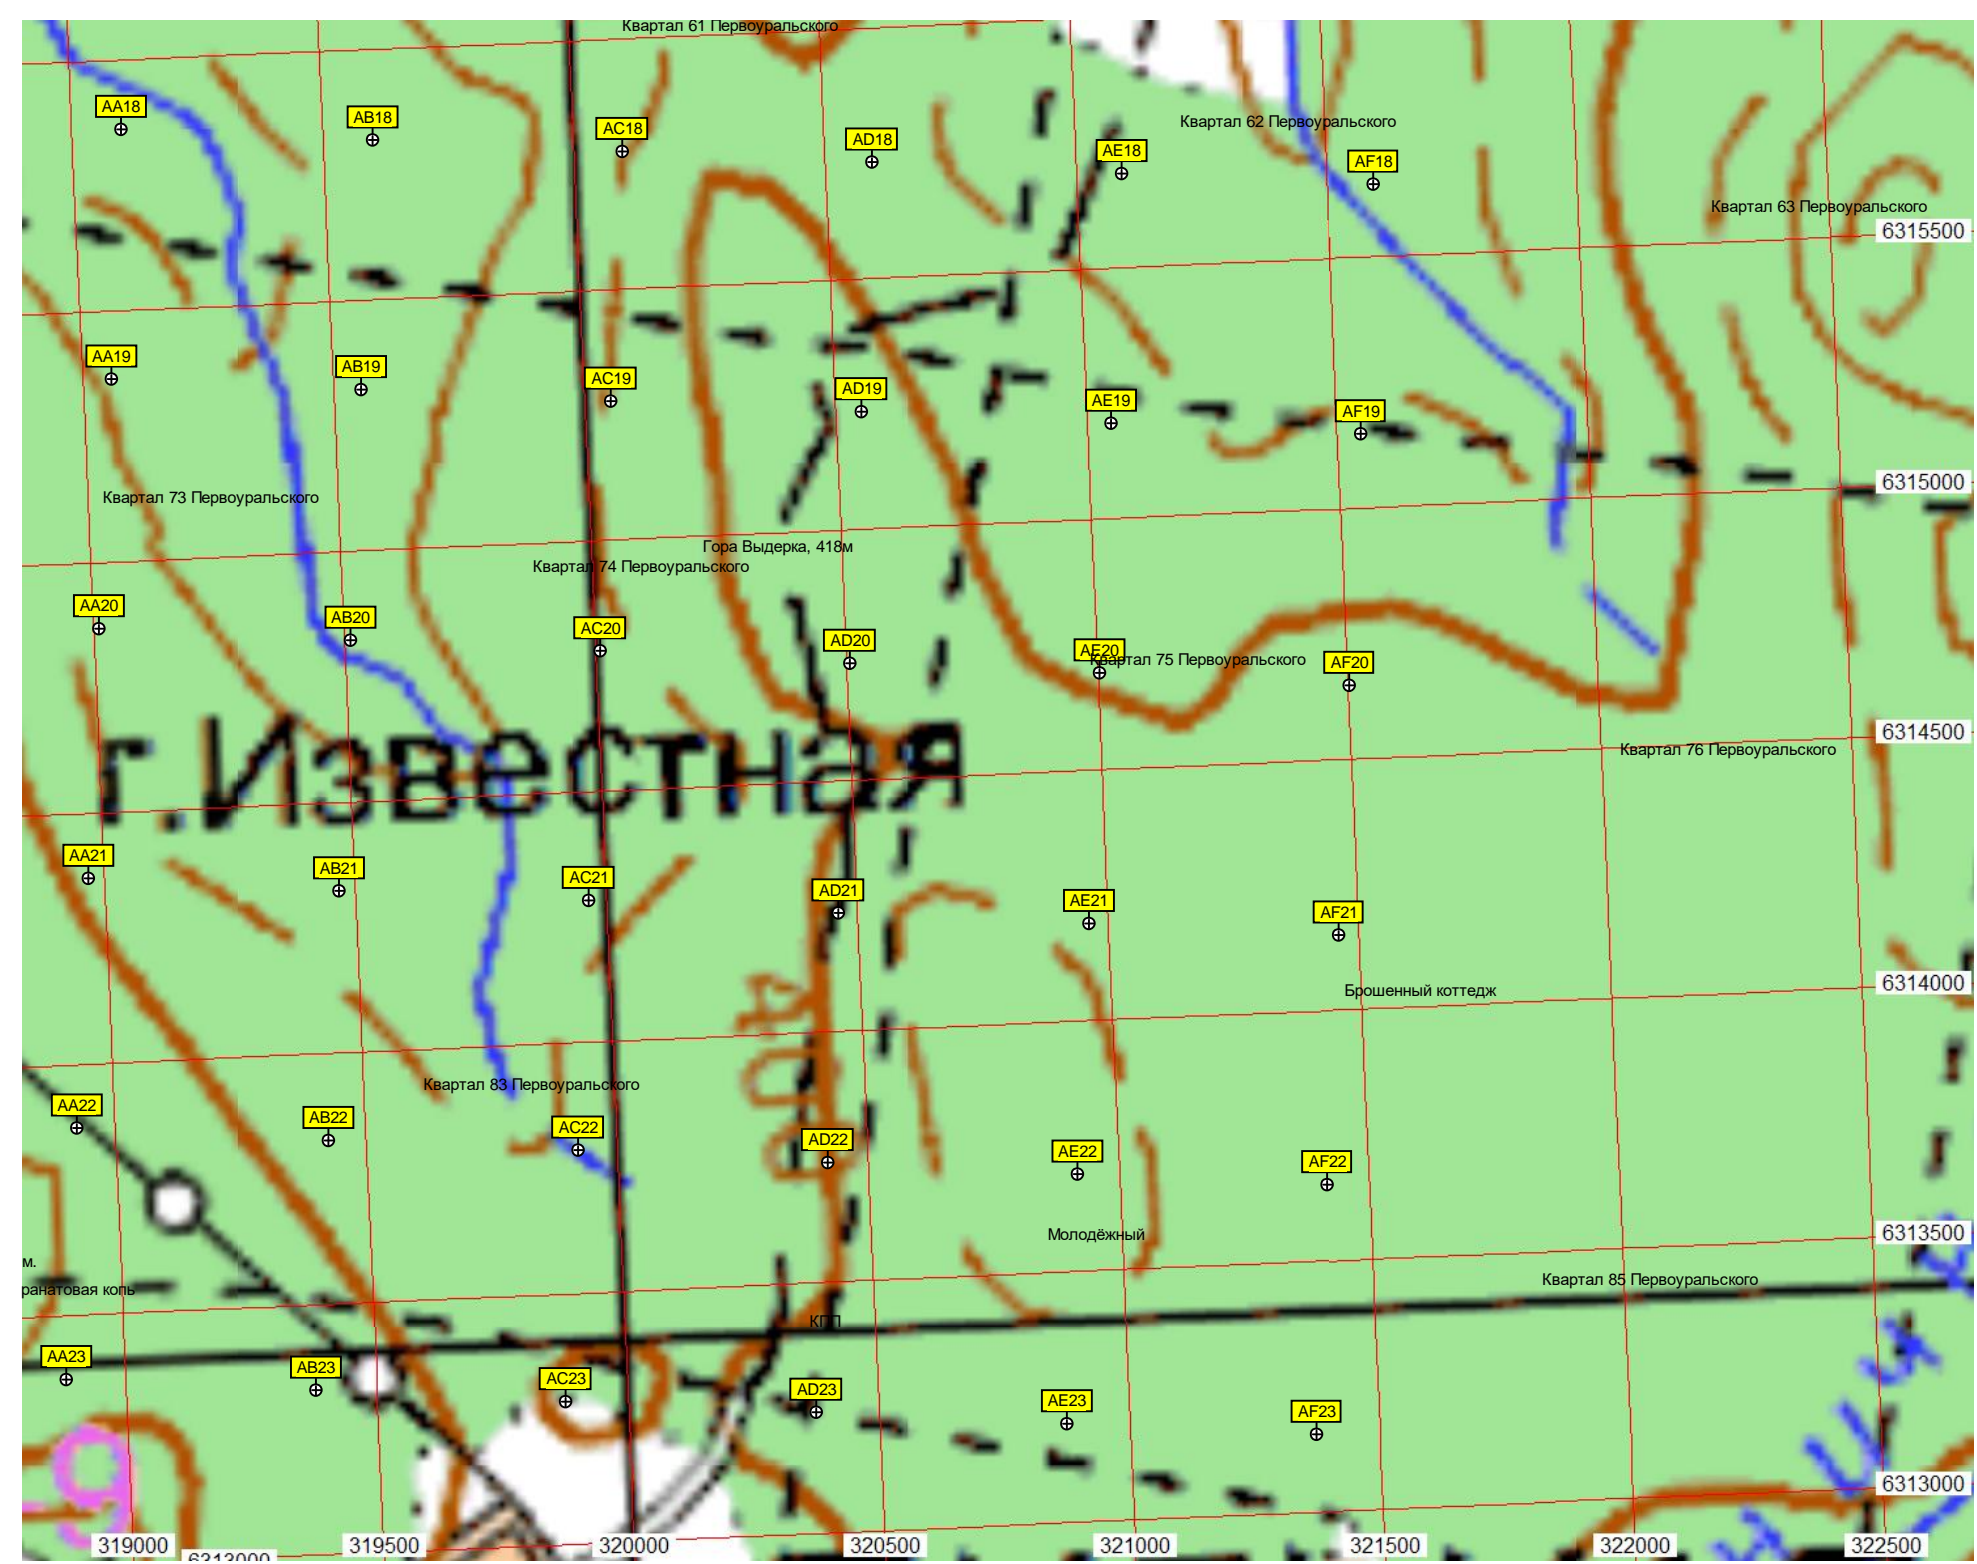 Квартал 61 Первоуральского
AA18
AB18
AC18
AD18
AE18
AF18
Квартал 62 Первоуральского
Квартал 63 Первоуральского
6315500
AA19
AB19
AC19
AD19
AE19
AF19
6315000
Квартал 73 Первоуральского
Гора Выдерка, 418м
Квартал 74 Первоуральского
AA20
AB20
AC20
AD20
AE20
Квартал 75 Первоуральского
AF20
6314500
Квартал 76 Первоуральского
г.Известная
AA21
AB21
AC21
AD21
AE21
AF21
6314000
Брошенный коттедж
400
Квартал 83 Первоуральского
AA22
AB22
AC22
AD22
AE22
AF22
Молодёжный
6313500
м.
ранатовая копь
Квартал 85 Первоуральского
КПП
AA23
AB23
AC23
AD23
AE23
AF23
9
6313000
319000
319500
320000
320500
321000
321500
322000
322500
6313000